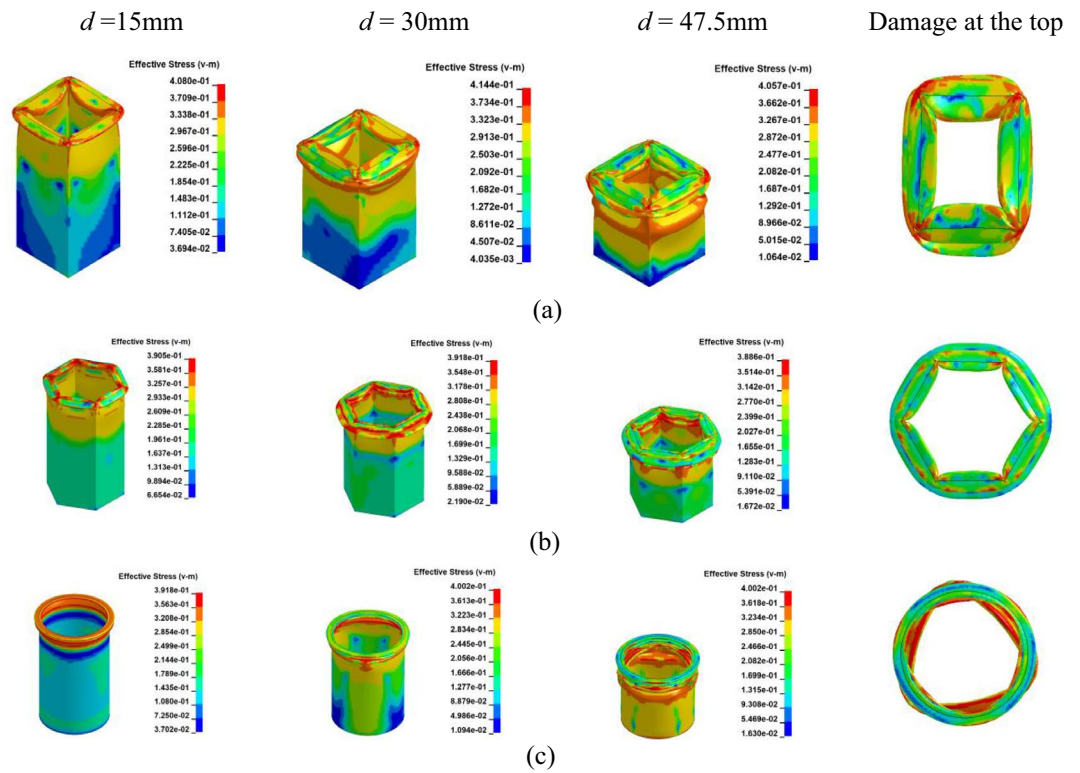 d =15mm
d = 30mm
d = 47.5mm
Damage at the top
Effective Stress (v-m)
4.080e-01
3.709e-01
3.338e-01
2.967e-01
2.596e-01
2.225e-01
1.854e-01
1.483e-01
1.112e-01
7.405e-02
3.694e-02
Effective Stress (v-m)
4.144e-01
3.734e-01
3.323e-01
2.913e-01
2.503e-01
2.092e-01
1.682e-01
1.272e-01
8.611e-02
4.507e-02
4.035e-03
Effective Stress (v-m)
4.057e-01
3.662e-01
3.267e-01
2.872e-01
2.477e-01
2.082e-01
1.687e-01
1.292e-01
8.966e-02
5.015e-02
1.064e-02
(a)
Effective Stress (v-m)
3.905e-01
3.581e-01
3.257e-01
2.933e-01
2.609e-01
2.285e-01
1.961e-01
1.637e-01
1.313e-01
9.894e-02
6.654e-02
Effective Stress (v-m)
3.918e-01
3.548e-01
3.178e-01
2.808e-01
2.438e-01
2.068e-01
1.699e-01
1.329e-01
9.588e-02
5.889e-02
2.190e-02
Effective Stress (v-m)
3.886e-01
3.514e-01
3.142e-01
2.770e-01
2.399e-01
2.027e-01
1.655e-01
1.283e-01
9.110e-02
5.391e-02
1.672e-02
(b)
Effective Stress (v-m)
3.918e-01
3.563e-01
3.208e-01
2.854e-01
2.499e-01
2.144e-01
1.789e-01
1.435e-01
1.080e-01
7.250e-02
3.702e-02
Effective Stress (v-m)
4.002e-01
3.613e-01
3.223e-01
2.834e-01
2.445e-01
2.056e-01
1.666e-01
1.277e-01
8.879e-02
4.986e-02
1.094e-02
Effective Stress (v-m)
4.002e-01
3.618e-01
3.234e-01
2.850e-01
2.466e-01
2.082e-01
1.699e-01
1.315e-01
9.308e-02
5.469e-02
1.630e-02
(c)